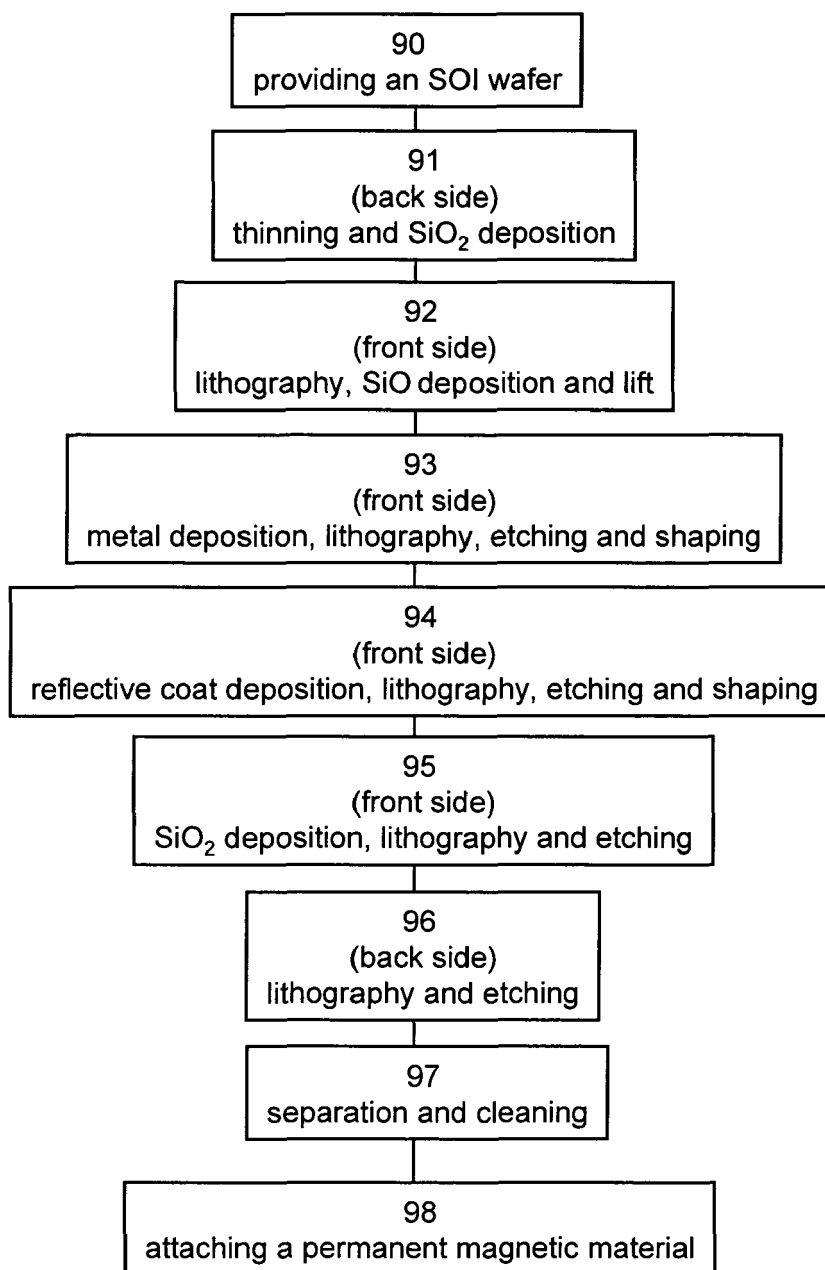 90
providing an SOI wafer
91
(back side)
thinning and SiO₂ deposition
92
(front side)
lithography, SiO deposition and lift
93
(front side)
metal deposition, lithography, etching and shaping
94
(front side)
reflective coat deposition, lithography, etching and shaping
95
(front side)
SiO₂ deposition, lithography and etching
96
(back side)
lithography and etching
97
separation and cleaning
98
attaching a permanent magnetic material